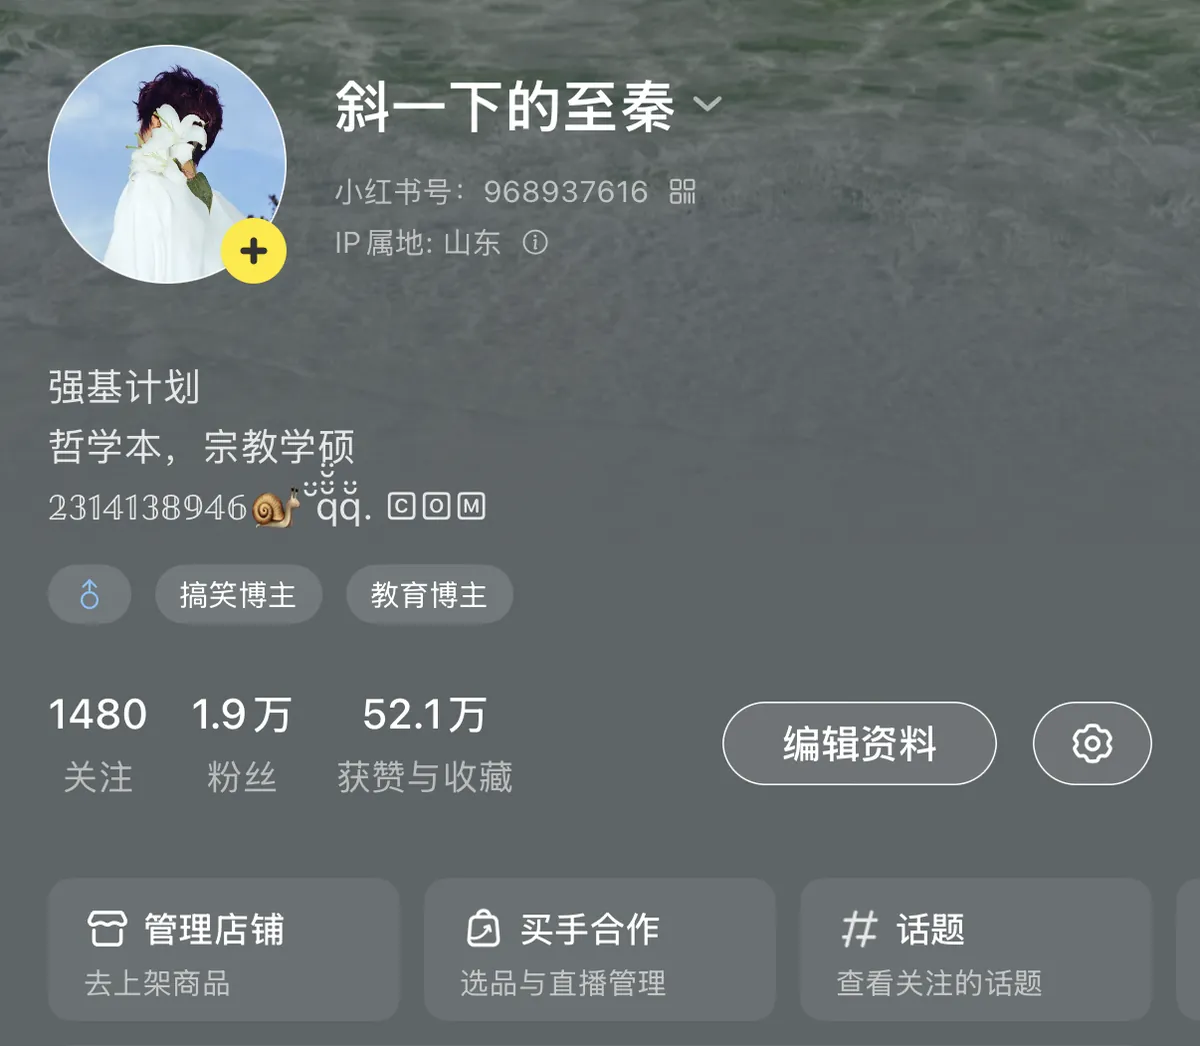 斜一下的至秦
小红书号：968937616
IP属地: 山东
强基计划
哲学本，宗教学硕
𝟚𝟛𝟙𝟜𝟙𝟛𝟠𝟡𝟜𝟞🐌q̈q̈. 🄲🄾🄼
♂ 搞笑博主 教育博主
1480 1.9万 52.1万
关注 粉丝 获赞与收藏
编辑资料
管理店铺
去上架商品
买手合作
选品与直播管理
# 话题
查看关注的话题